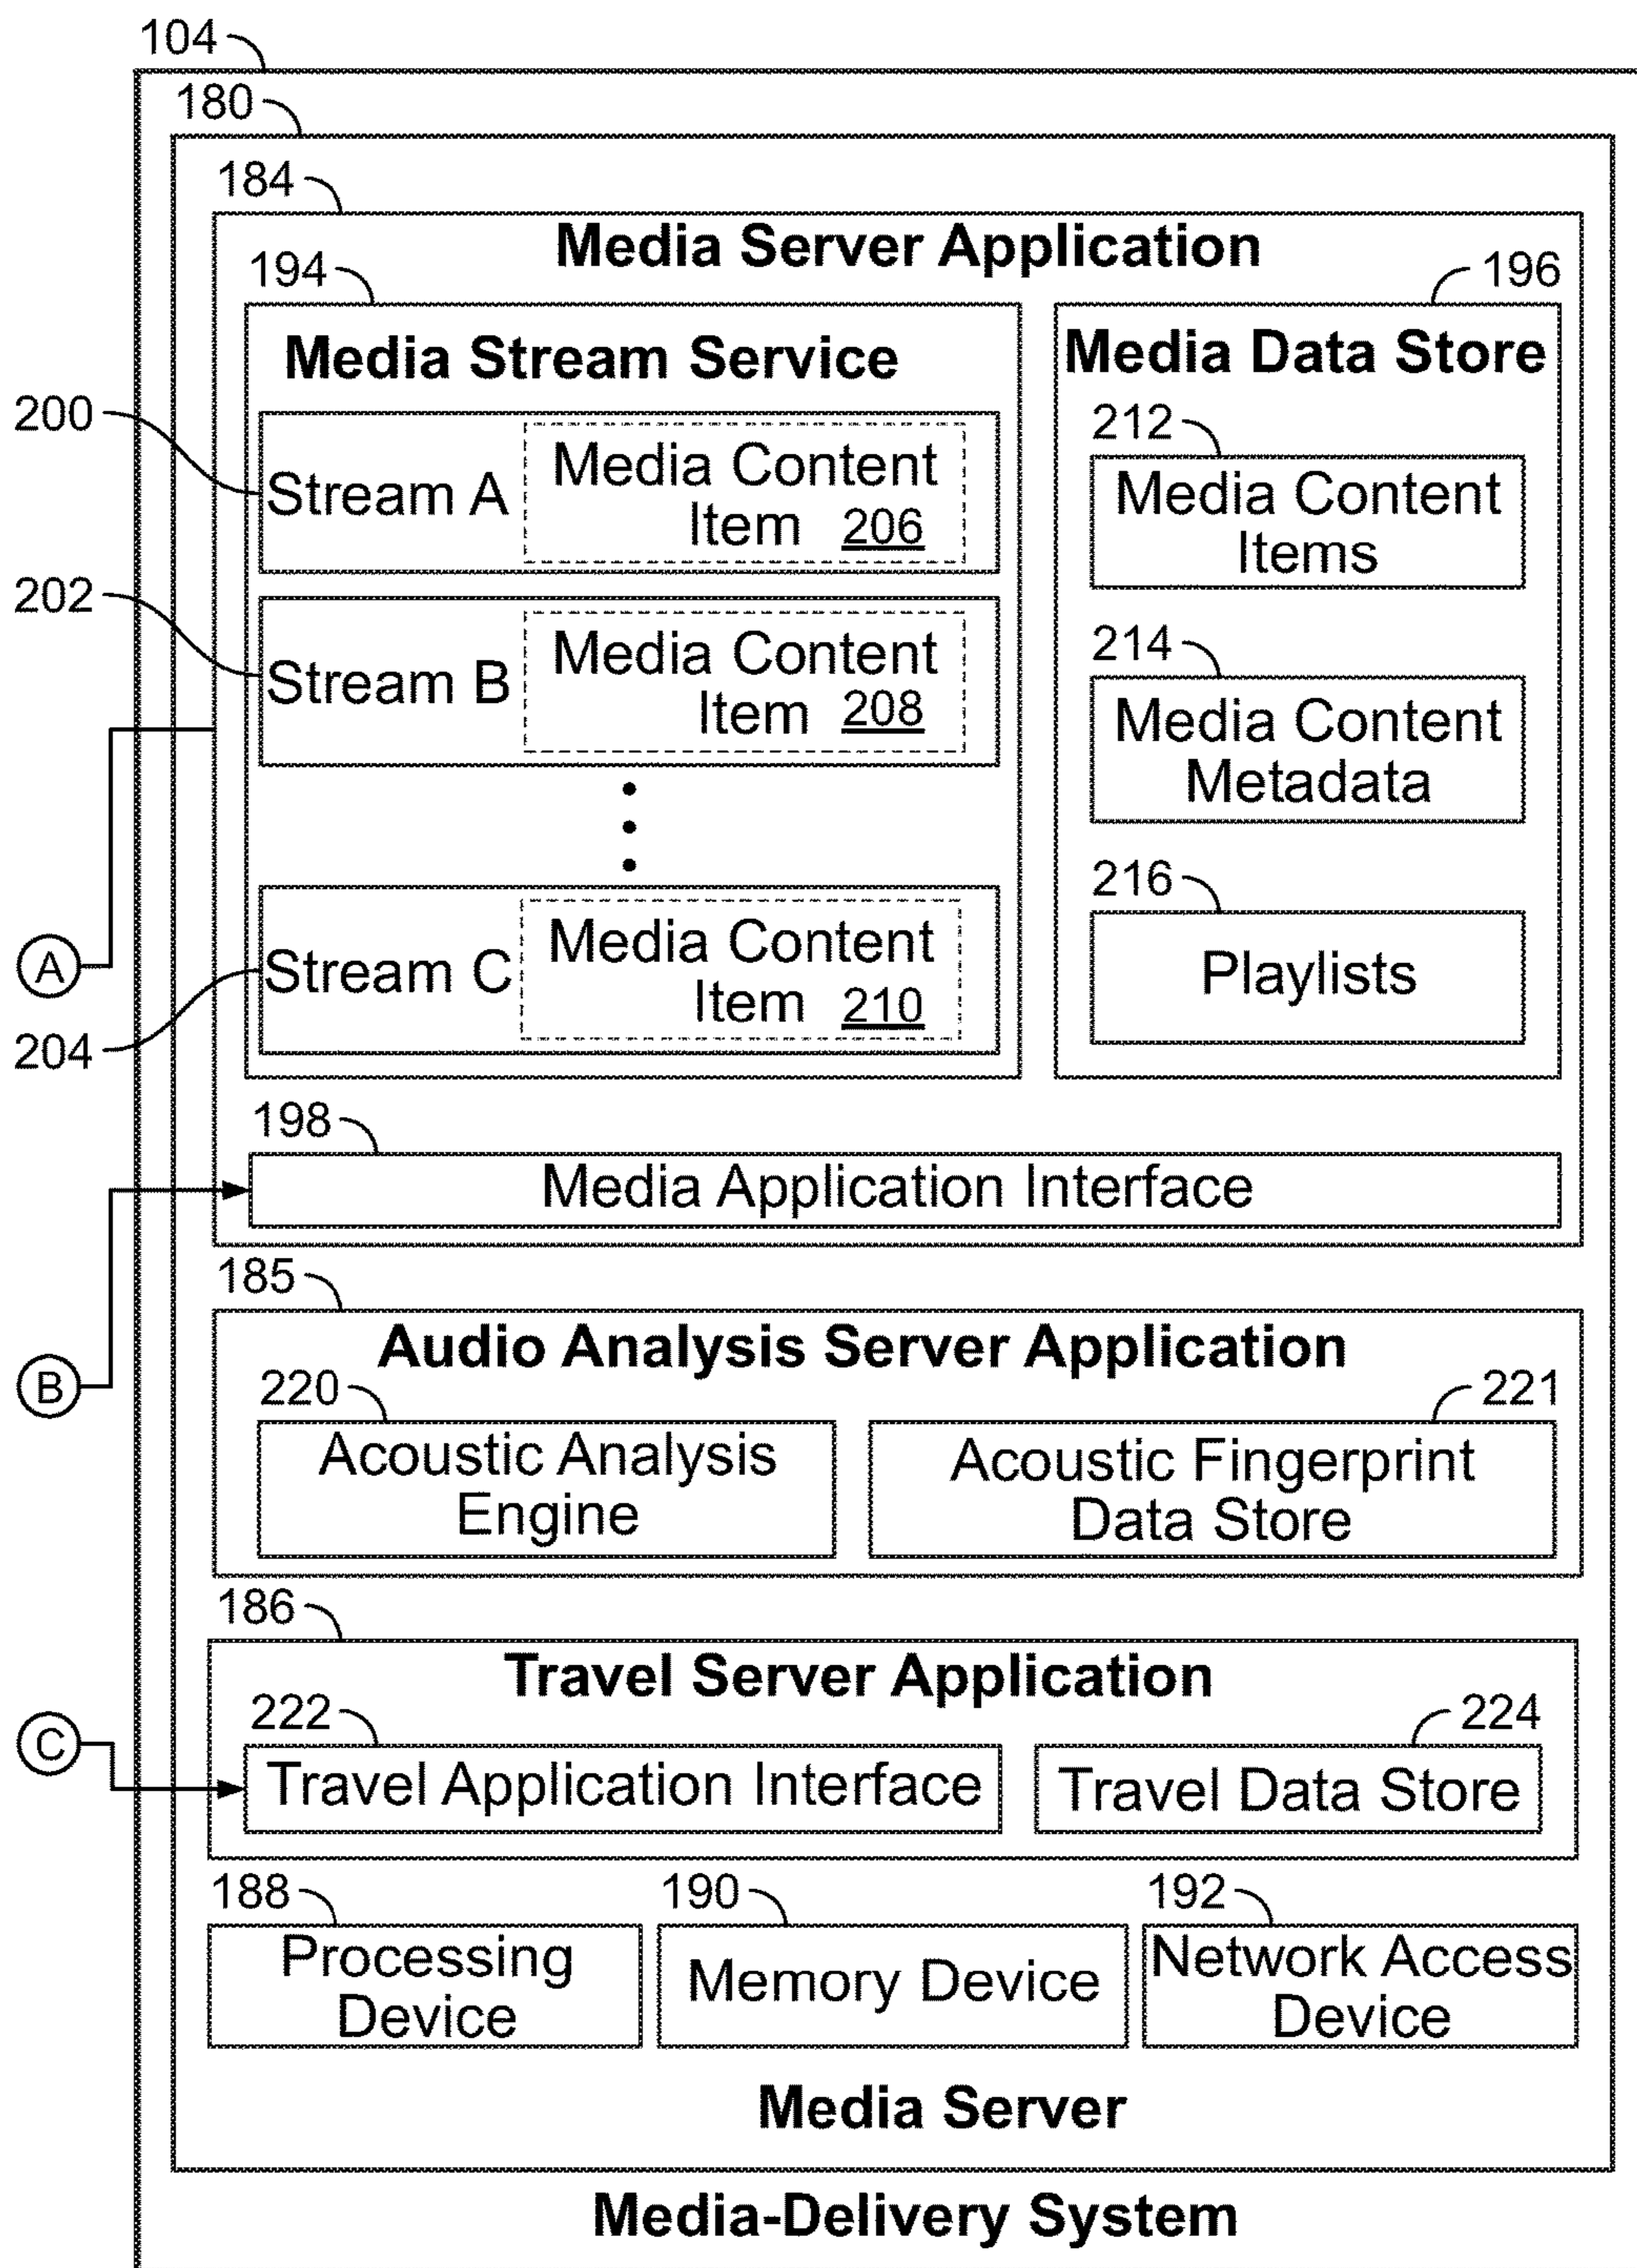 104
180
184
Media Server Application
194
196
Media Stream Service
Media Data Store
200
Stream A
Media Content
Item 206
212
Media Content
Items
202
Stream B
Media Content
Item 208
214
Media Content
Metadata
A
204
Stream C
Media Content
Item 210
216
Playlists
198
Media Application Interface
B
185
Audio Analysis Server Application
220
Acoustic Analysis
Engine
221
Acoustic Fingerprint
Data Store
186
Travel Server Application
C
222
Travel Application Interface
224
Travel Data Store
188
Processing
Device
190
Memory Device
192
Network Access
Device
Media Server
Media-Delivery System